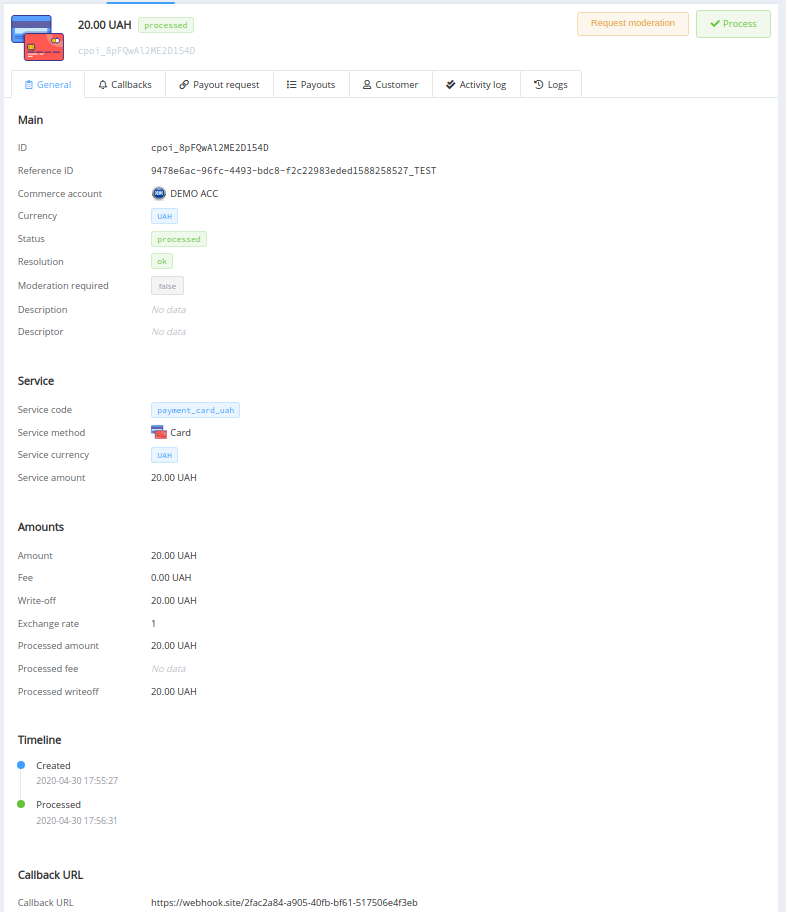 20.00 UAH processed Request moderation Process
cpoi_8pFQwAl2ME2D154D
General Callbacks Payout request Payouts Customer Activity log Logs
Main
ID cpoi_8pFQwAl2ME2D154D
Reference ID 9478e6ac-96fc-4493-bdc8-f2c22983eded1588258527_TEST
Commerce account DEMO ACC
Currency UAH
Status processed
Resolution ok
Moderation required false
Description No data
Descriptor No data
Service
Service code payment_card_uah
Service method Card
Service currency UAH
Service amount 20.00 UAH
Amounts
Amount 20.00 UAH
Fee 0.00 UAH
Write-off 20.00 UAH
Exchange rate 1
Processed amount 20.00 UAH
Processed fee No data
Processed writeoff 20.00 UAH
Timeline
Created
2020-04-30 17:55:27
Processed
2020-04-30 17:56:31
Callback URL
Callback URL https://webhook.site/2fac2a84-a905-40fb-bf61-517506e4f3eb